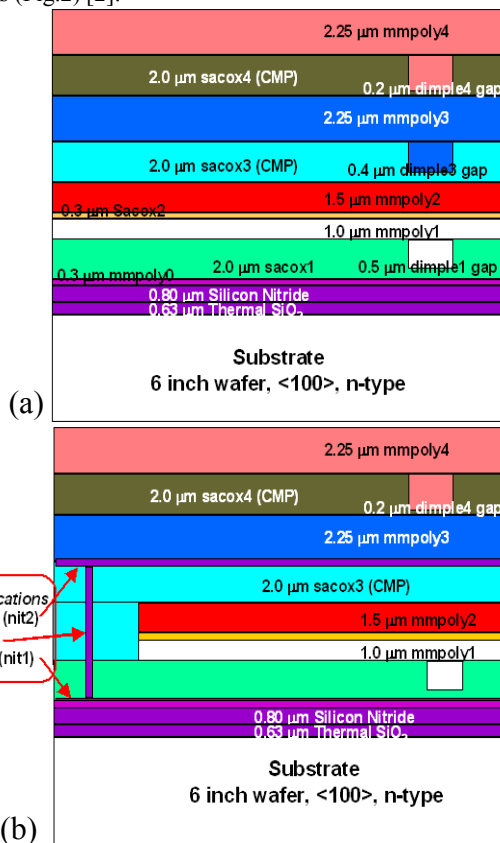 (Fig.2) [2].
2.25 µm mmpoly4
2.0 µm sacox4 (CMP)
0.2 µm dimple4 gap
2.25 µm mmpoly3
2.0 µm sacox3 (CMP)
0.4 µm dimple3 gap
1.5 µm mmpoly2
0.3 µm Sacox2
1.0 µm mmpoly1
2.0 µm sacox1
0.5 µm dimple1 gap
0.3 µm mmpoly0
0.80 µm Silicon Nitride
0.63 µm Thermal SiO₂
Substrate
6 inch wafer, <100>, n-type
(a)
2.25 µm mmpoly4
2.0 µm sacox4 (CMP)
0.2 µm dimple4 gap
2.25 µm mmpoly3
2.0 µm sacox3 (CMP)
cations
(nit2)
1.5 µm mmpoly2
1.0 µm mmpoly1
(nit1)
0.80 µm Silicon Nitride
0.63 µm Thermal SiO₂
Substrate
6 inch wafer, <100>, n-type
(b)